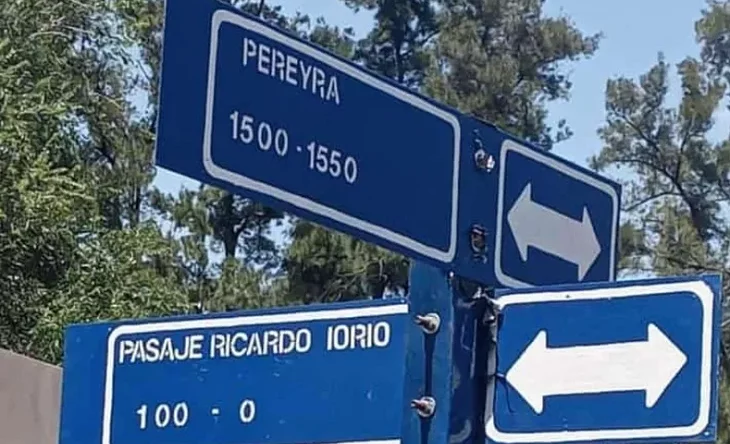 PEREYRA
1500 - 1550
PASAJE RICARDO IORIO
100 - 0